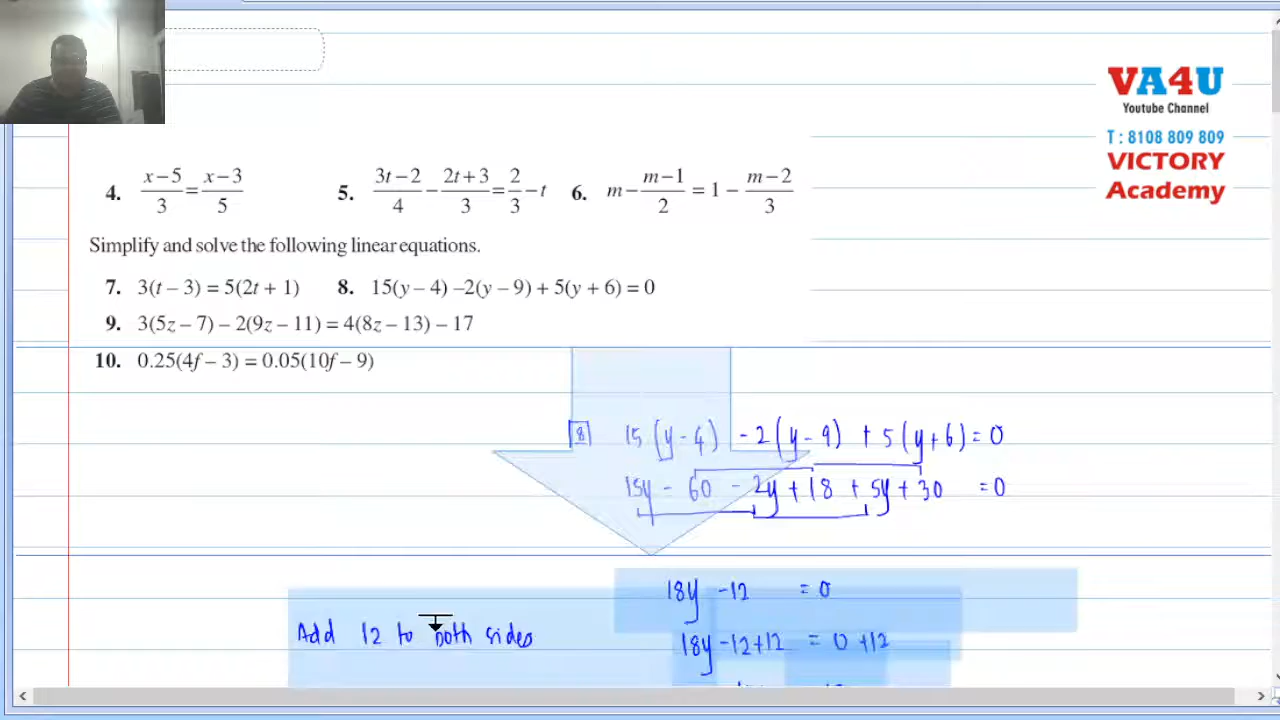 VA4U
Youtube Channel
T : 8108 809 809
VICTORY
Academy
4. (x−5)/3 = (x−3)/5 5. (3t−2)/4 − (2t+3)/3 = 2/3 − t 6. m − (m−1)/2 = 1 − (m−2)/3
Simplify and solve the following linear equations.
7. 3(t – 3) = 5(2t + 1) 8. 15(y – 4) –2(y – 9) + 5(y + 6) = 0
9. 3(5z – 7) – 2(9z – 11) = 4(8z – 13) – 17
10. 0.25(4f – 3) = 0.05(10f – 9)
8 15(y-4) -2(y-9) +5(y+6)=0
15y - 60 - 2y + 18 + 5y + 30 =0
18y -12 =0
Add 12 to both sides
18y -12+12 = 0 +12